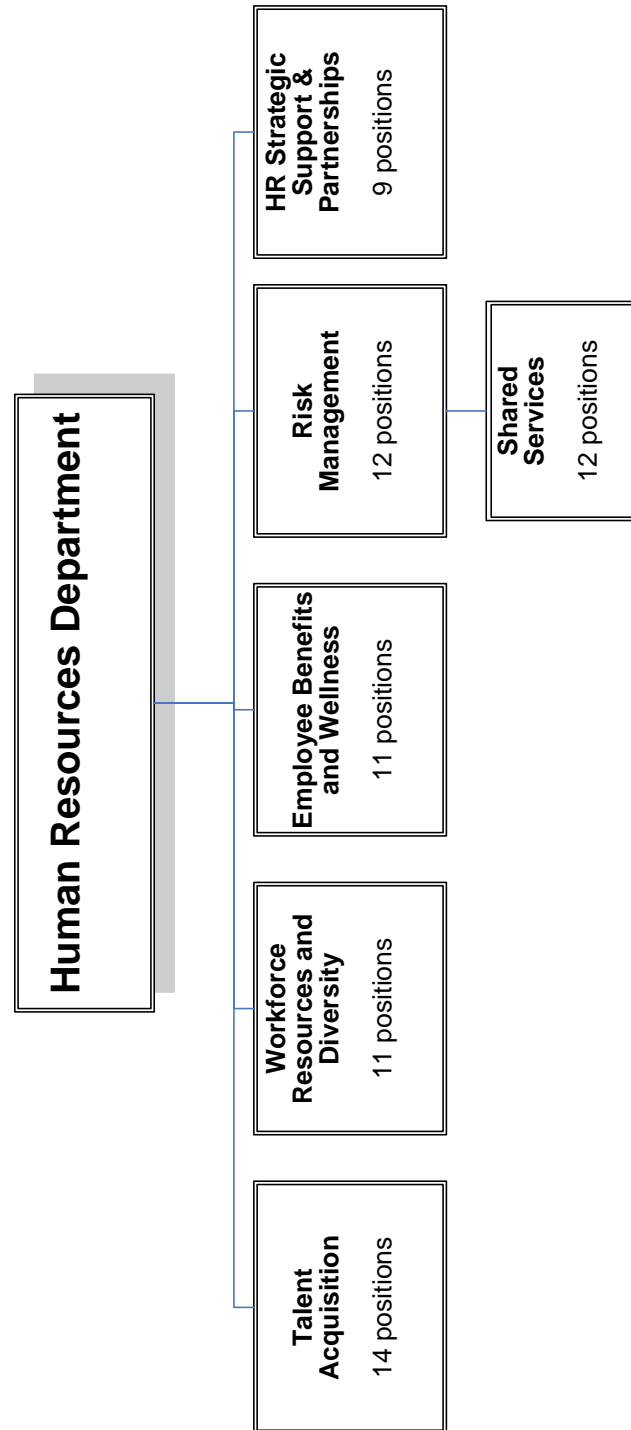 Human Resources Department
Talent
Acquisition
14 positions
Workforce
Resources and
Diversity
11 positions
Employee Benefits
and Wellness
11 positions
Risk
Management
12 positions
HR Strategic
Support &
Partnerships
9 positions
Shared
Services
12 positions